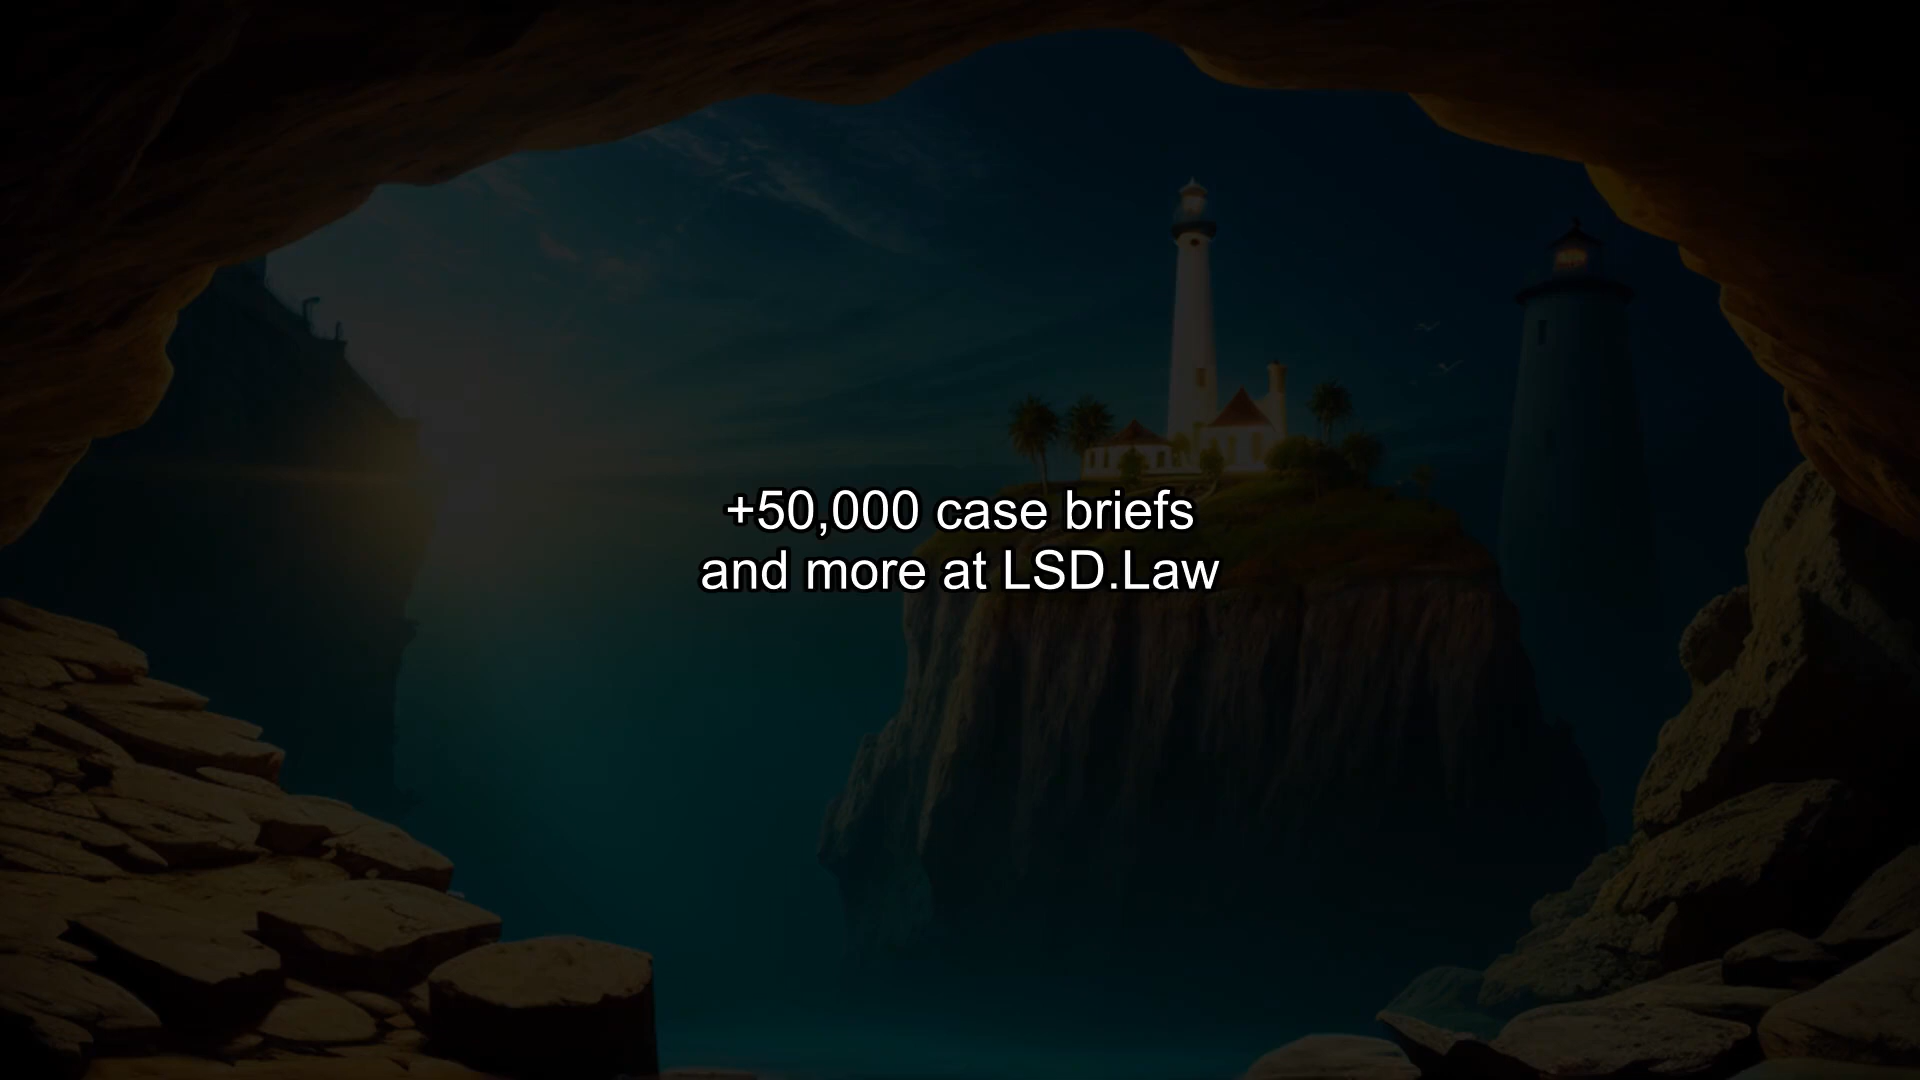 +50,000 case briefs
and more at LSD.Law